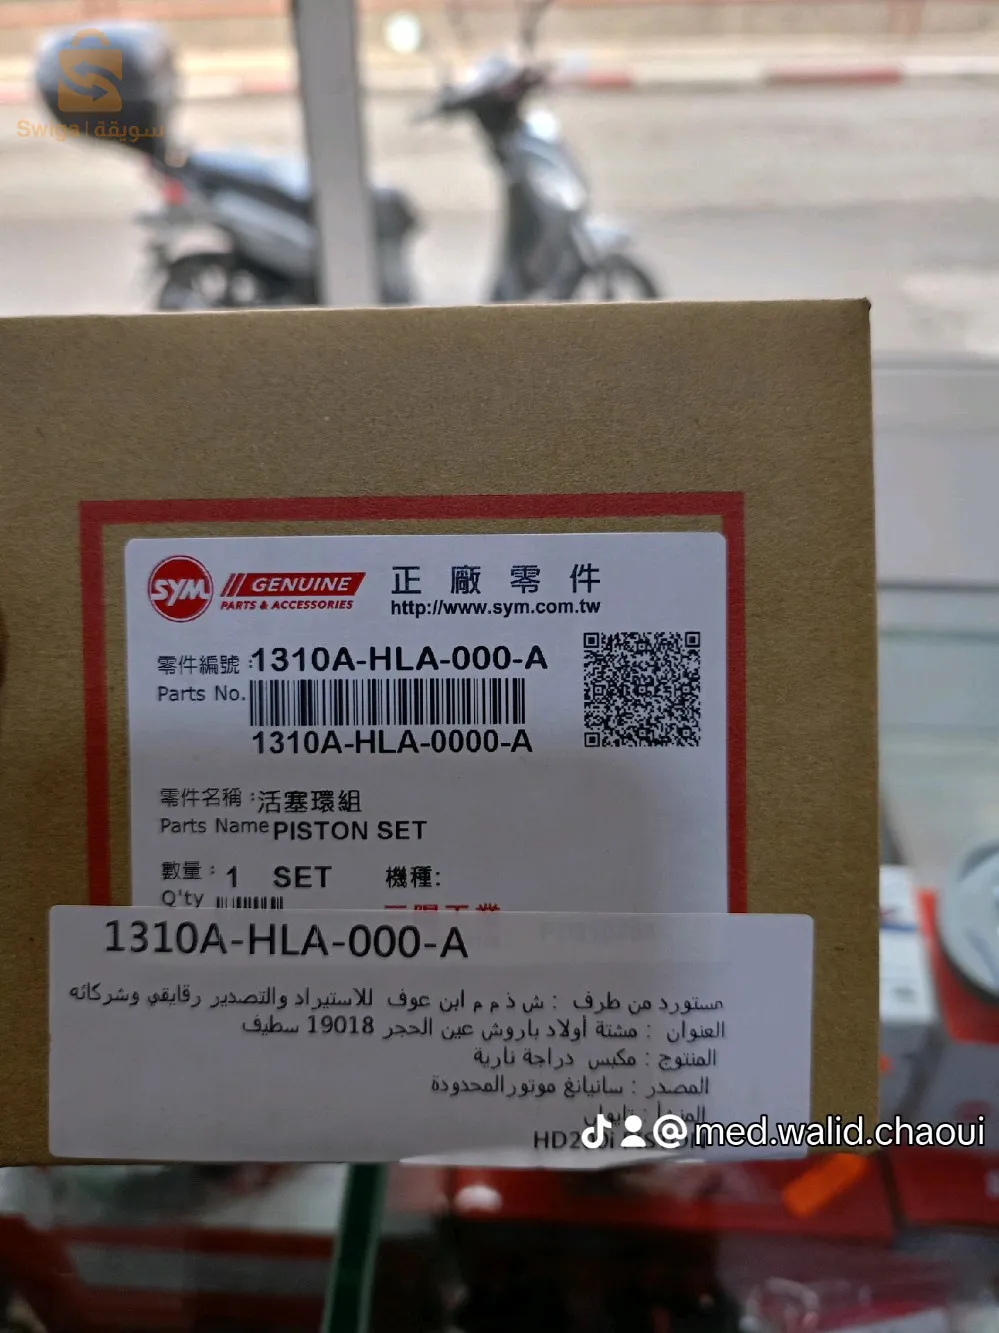 Swiqa | سويقة
SYM GENUINE PARTS & ACCESSORIES
正廠零件
http://www.sym.com.tw
零件編號:1310A-HLA-000-A
Parts No.
1310A-HLA-0000-A
零件名稱:活塞環組
Parts Name PISTON SET
數量:1 SET 機種:
Q'ty
1310A-HLA-000-A
مستورد من طرف : ش ذ م م ابن عوف للاستيراد والتصدير رقايقي وشركائه
العنوان : مشتة أولاد باروش عين الحجر 19018 سطيف
المنتوج : مكبس دراجة نارية
المصدر : سانيانغ موتور المحدودة
المنشأ : تايوان
@med.walid.chaoui